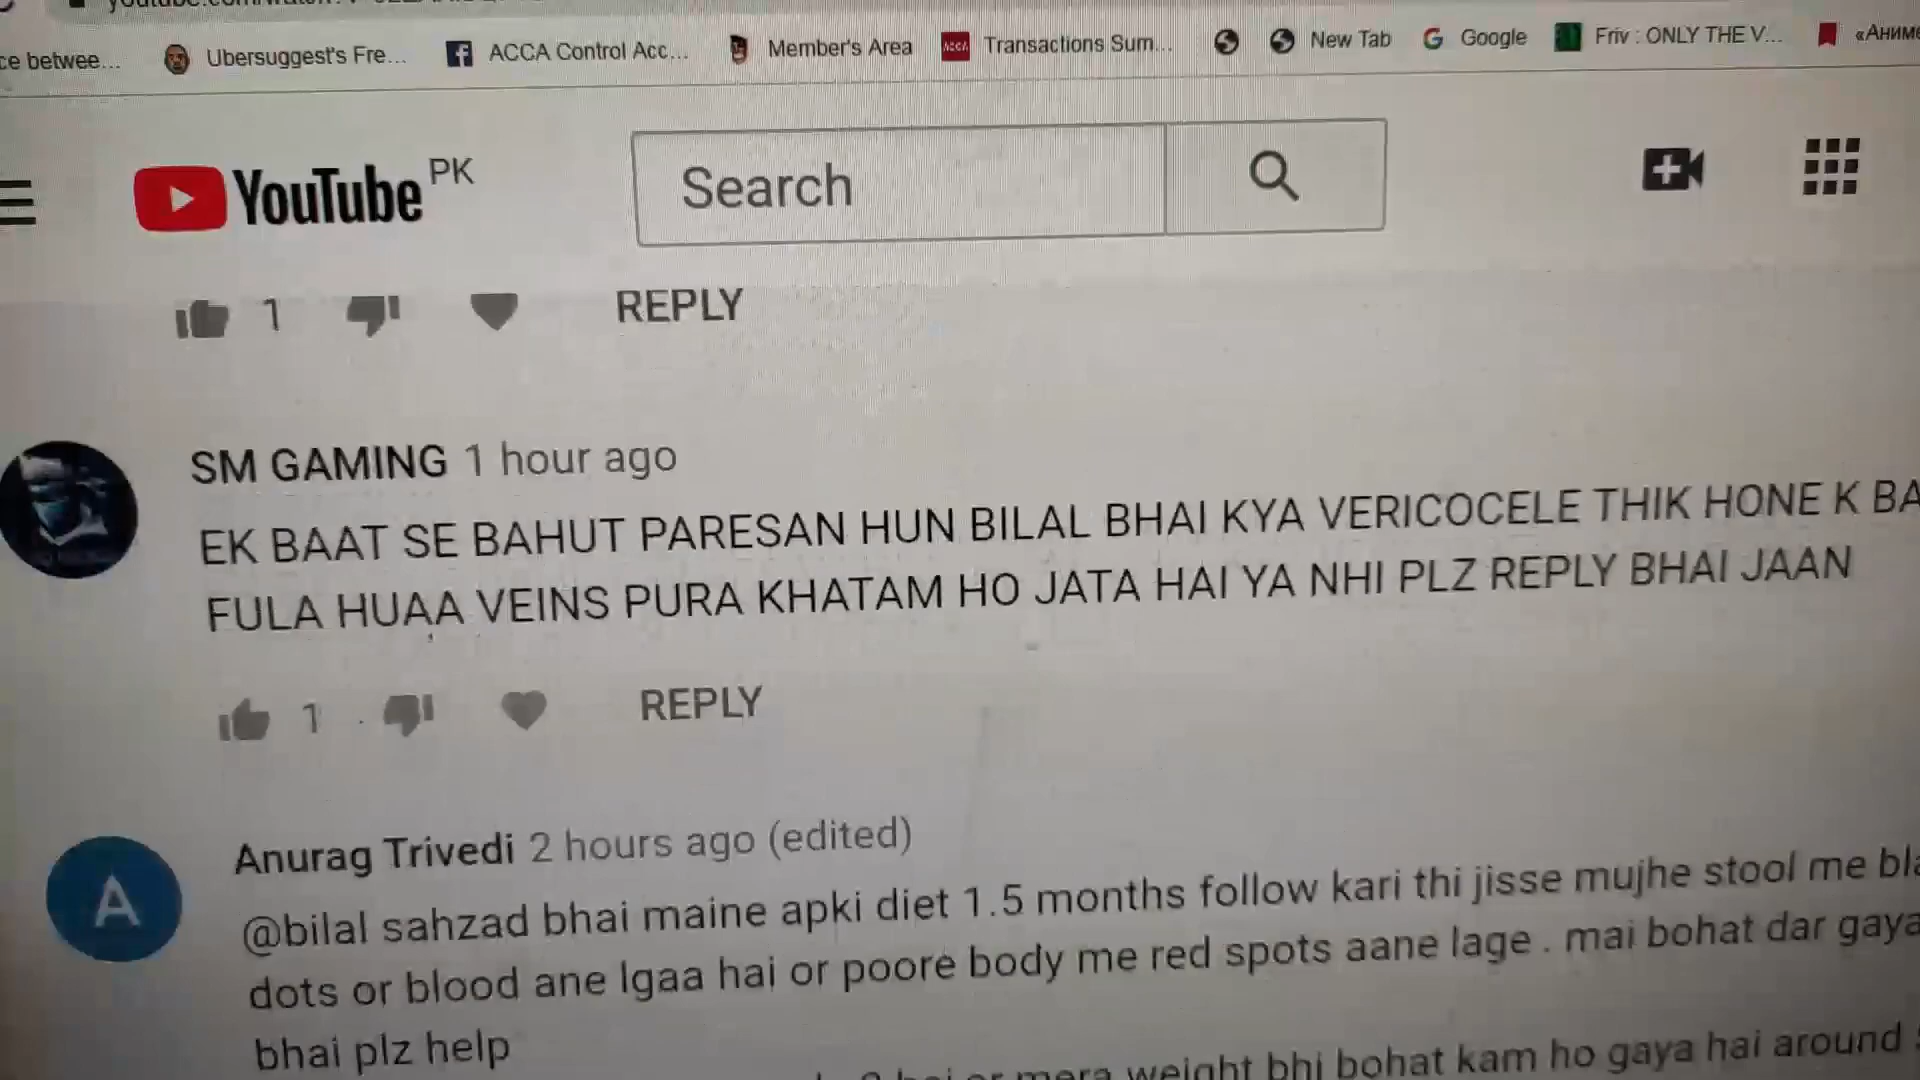 betwee...
Ubersuggest's Fre...
ACCA Control Acc...
Member's Area
ACCA
Transactions Sum...
New Tab
Google
Friv : ONLY THE V...
YouTube PK
Search
1
REPLY
SM GAMING 1 hour ago
EK BAAT SE BAHUT PARESAN HUN BILAL BHAI KYA VERICOCELE THIK HONE K BA
FULA HUAA VEINS PURA KHATAM HO JATA HAI YA NHI PLZ REPLY BHAI JAAN
1
REPLY
A
Anurag Trivedi 2 hours ago (edited)
@bilal sahzad bhai maine apki diet 1.5 months follow kari thi jisse mujhe stool me bla
dots or blood ane lgaa hai or poore body me red spots aane lage . mai bohat dar gaya
bhai plz help
or mera weight bhi bohat kam ho gaya hai around